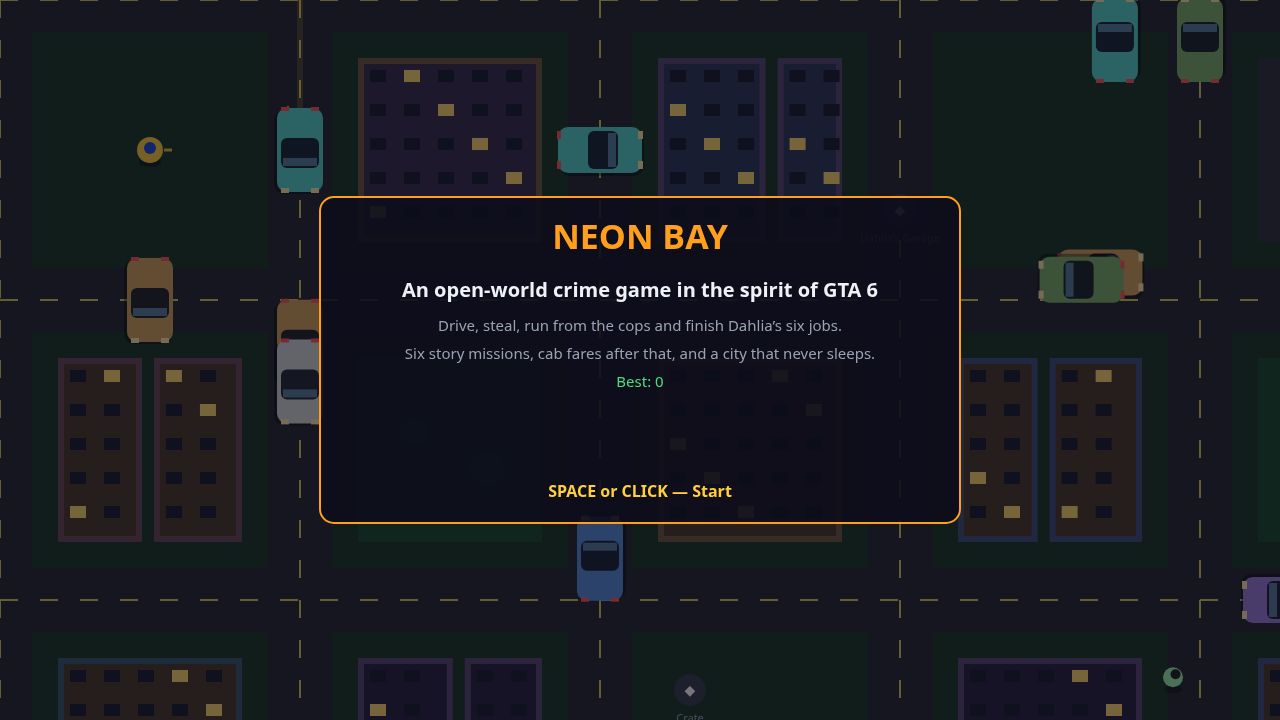 Dahlia's Garage
NEON BAY
An open-world crime game in the spirit of GTA 6
Drive, steal, run from the cops and finish Dahlia’s six jobs.
Six story missions, cab fares after that, and a city that never sleeps.
Best: 0
SPACE or CLICK — Start
Crate